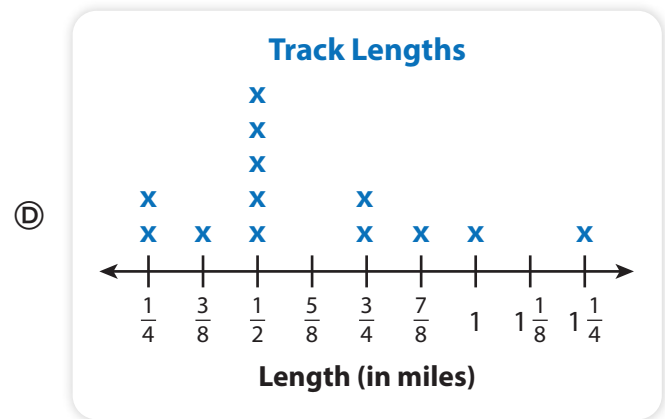 Track Lengths
x
x
x
x x x
x x x x x x x
Ⓓ
1/4 3/8 1/2 5/8 3/4 7/8 1 1 1/8 1 1/4
Length (in miles)